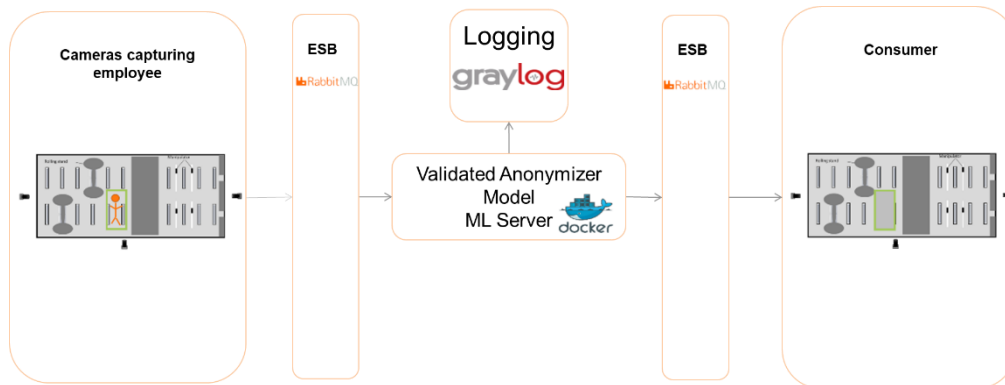 Cameras capturing
employee
ESB
RabbitMQ
Logging
graylog
Validated Anonymizer
Model
ML Server
docker
ESB
RabbitMQ
Consumer